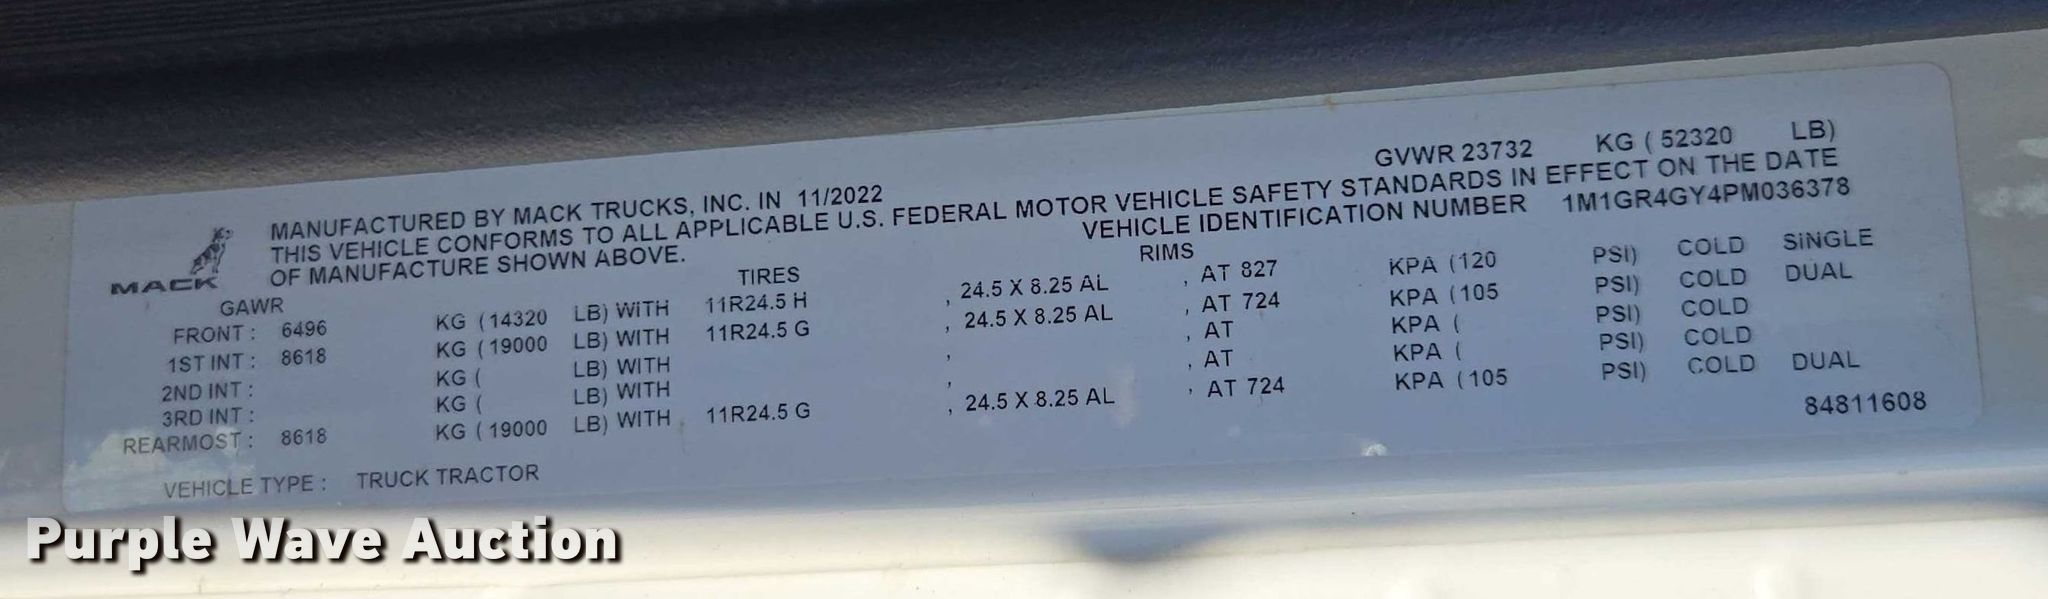 GVWR 23732 KG ( 52320 LB)
MANUFACTURED BY MACK TRUCKS, INC. IN 11/2022
THIS VEHICLE CONFORMS TO ALL APPLICABLE U.S. FEDERAL MOTOR VEHICLE SAFETY STANDARDS IN EFFECT ON THE DATE
OF MANUFACTURE SHOWN ABOVE. VEHICLE IDENTIFICATION NUMBER 1M1GR4GY4PM036378
MACK
GAWR TIRES RIMS
FRONT : 6496 KG ( 14320 LB) WITH 11R24.5 H , 24.5 X 8.25 AL , AT 827 KPA ( 120 PSI) COLD SINGLE
1ST INT : 8618 KG ( 19000 LB) WITH 11R24.5 G , 24.5 X 8.25 AL , AT 724 KPA ( 105 PSI) COLD DUAL
2ND INT : KG ( LB) WITH , , AT KPA ( PSI) COLD
3RD INT : KG ( LB) WITH , , AT KPA ( PSI) COLD
REARMOST : 8618 KG ( 19000 LB) WITH 11R24.5 G , 24.5 X 8.25 AL , AT 724 KPA ( 105 PSI) COLD DUAL
84811608
VEHICLE TYPE : TRUCK TRACTOR
Purple Wave Auction